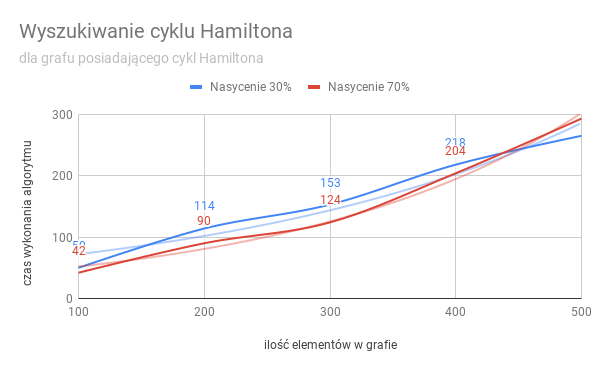 Wyszukiwanie cyklu Hamiltona
dla grafu posiadającego cykl Hamiltona
Nasycenie 30% Nasycenie 70%
czas wykonania algorytmu
300
200
100
0
218
204
153
124
114
90
42
100 200 300 400 500
ilość elementów w grafie